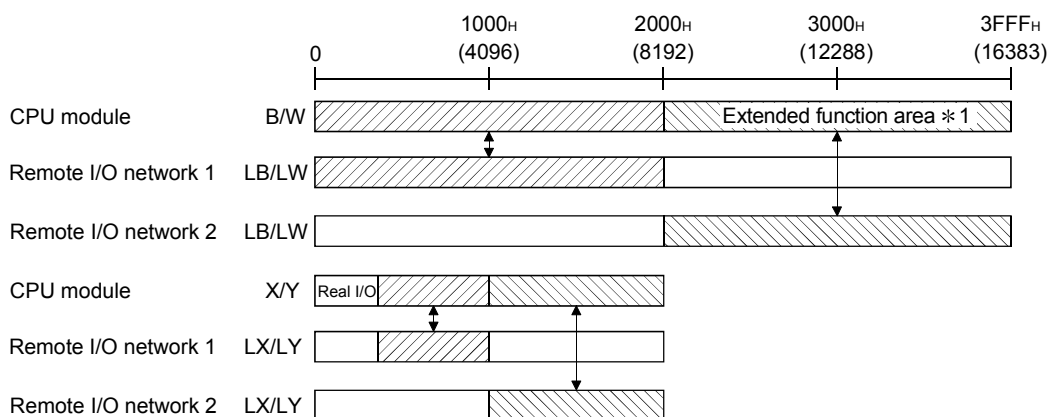 1000H 2000H 3000H 3FFFH
0 (4096) (8192) (12288) (16383)
CPU module B/W Extended function area ＊1
Remote I/O network 1 LB/LW
Remote I/O network 2 LB/LW
CPU module X/Y Real I/O
Remote I/O network 1 LX/LY
Remote I/O network 2 LX/LY